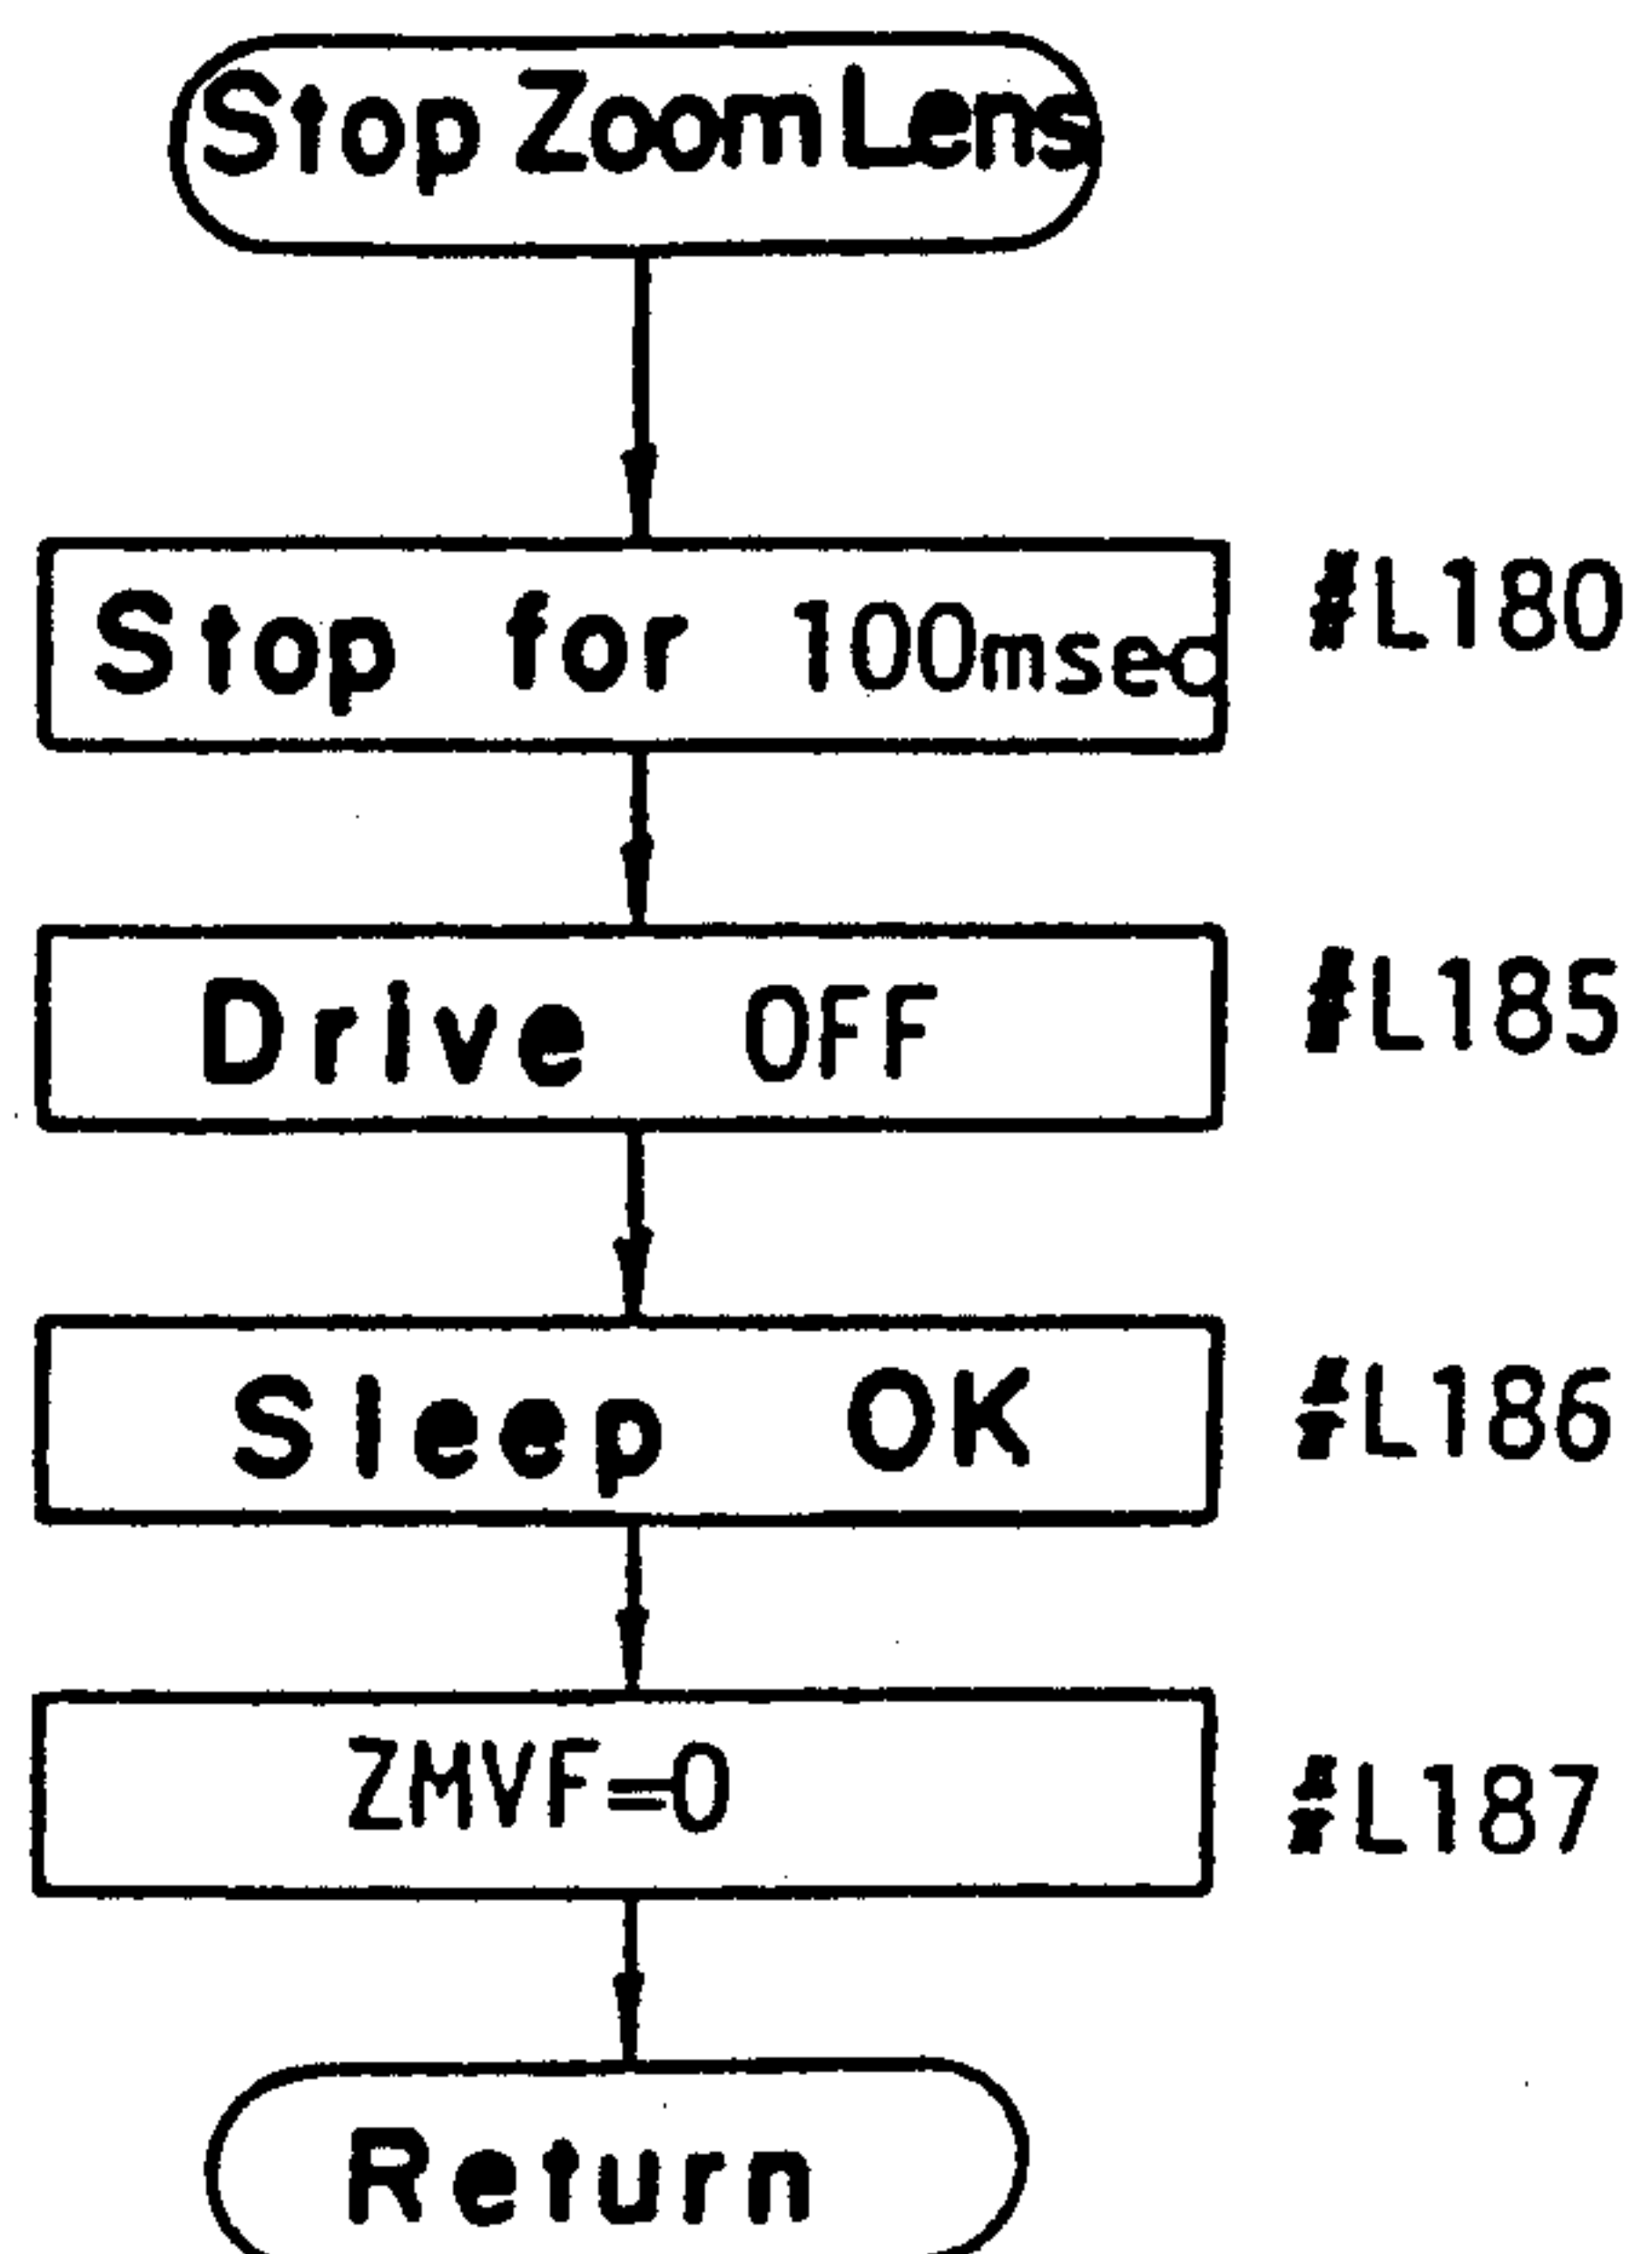 Stop Zoom Lens
Stop for 100msec
#L180
Drive OFF
#L185
Sleep OK
#L186
ZMVF=0
#L187
Return